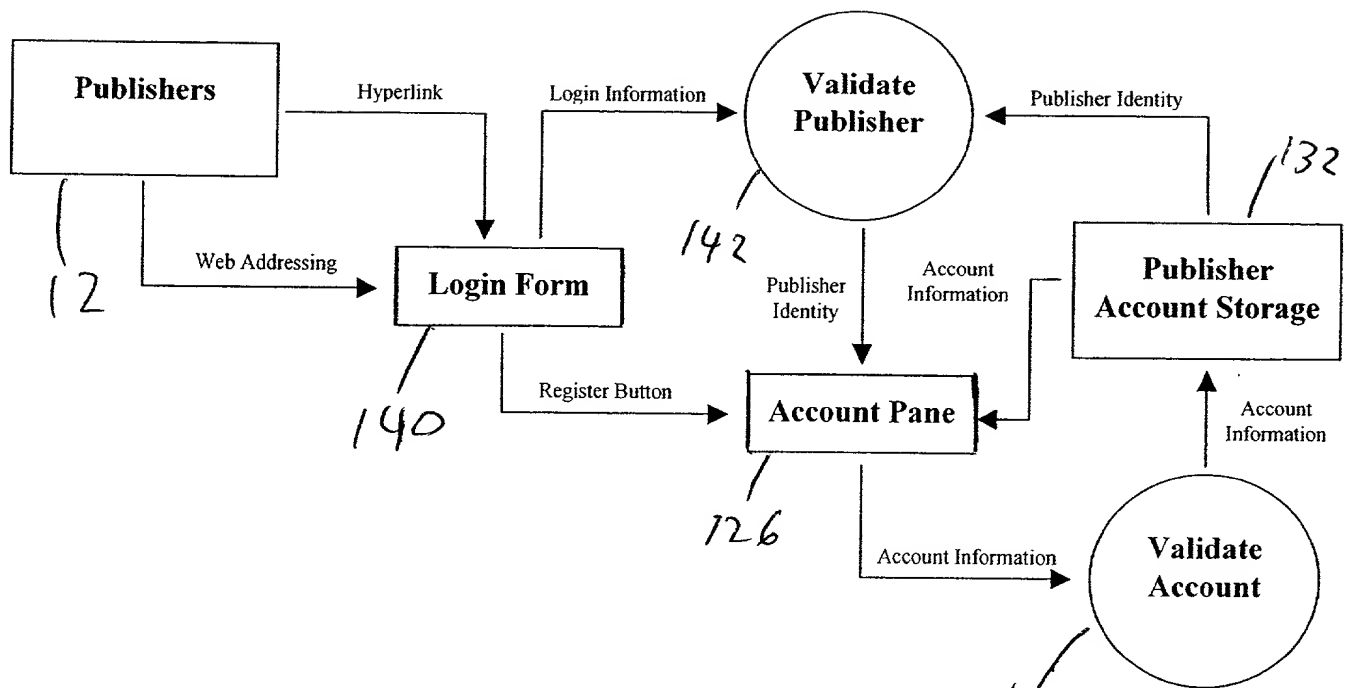 Publishers
Hyperlink
Login Information
Validate
Publisher
Publisher Identity
132
142
12
Web Addressing
Login Form
Publisher
Identity
Account
Information
Publisher
Account Storage
140
Register Button
Account Pane
126
Account
Information
Account Information
Validate
Account